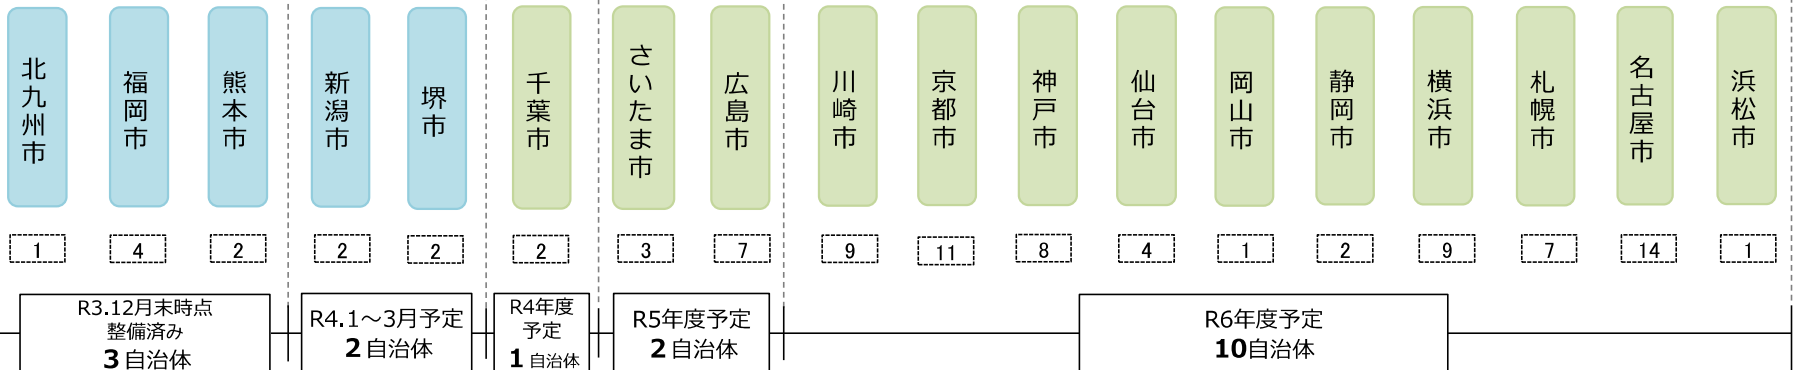 北九州市
福岡市
熊本市
新潟市
堺市
千葉市
さいたま市
広島市
川崎市
京都市
神戸市
仙台市
岡山市
静岡市
横浜市
札幌市
名古屋市
浜松市
1
4
2
2
2
2
3
7
9
11
8
4
1
2
9
7
14
1
R3.12月末時点
整備済み
3自治体
R4.1～3月予定
2自治体
R4年度
予定
1自治体
R5年度予定
2自治体
R6年度予定
10自治体